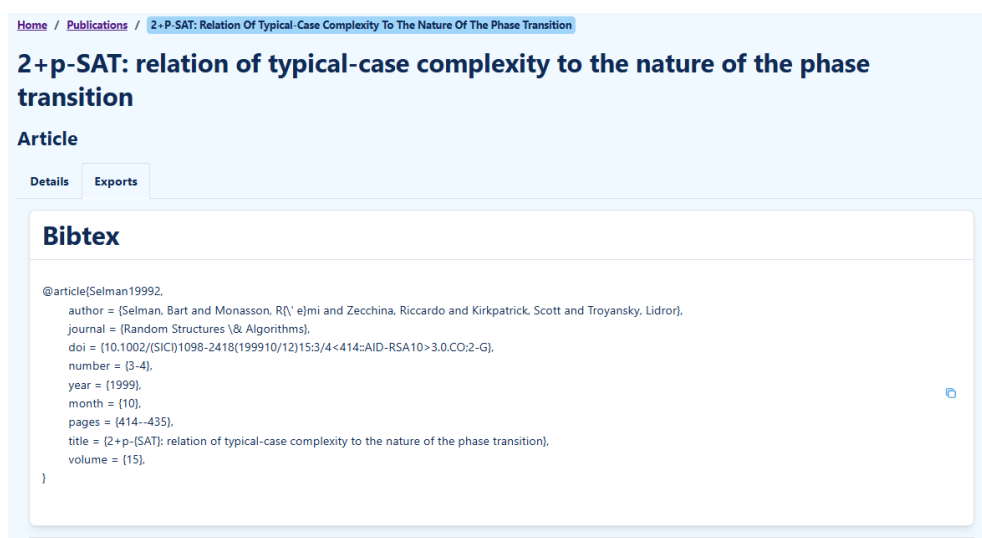 Home / Publications / 2+P-SAT: Relation Of Typical-Case Complexity To The Nature Of The Phase Transition
2+p-SAT: relation of typical-case complexity to the nature of the phase
transition
Article
Details Exports
Bibtex
@article{Selman19992,
author = {Selman, Bart and Monasson, R{\' e}mi and Zecchina, Riccardo and Kirkpatrick, Scott and Troyansky, Lidror},
journal = {Random Structures \& Algorithms},
doi = {10.1002/(SICI)1098-2418(199910/12)15:3/4<414::AID-RSA10>3.0.CO;2-G},
number = {3-4},
year = {1999},
month = {10},
pages = {414--435},
title = {2+p-{SAT}: relation of typical-case complexity to the nature of the phase transition},
volume = {15},
}